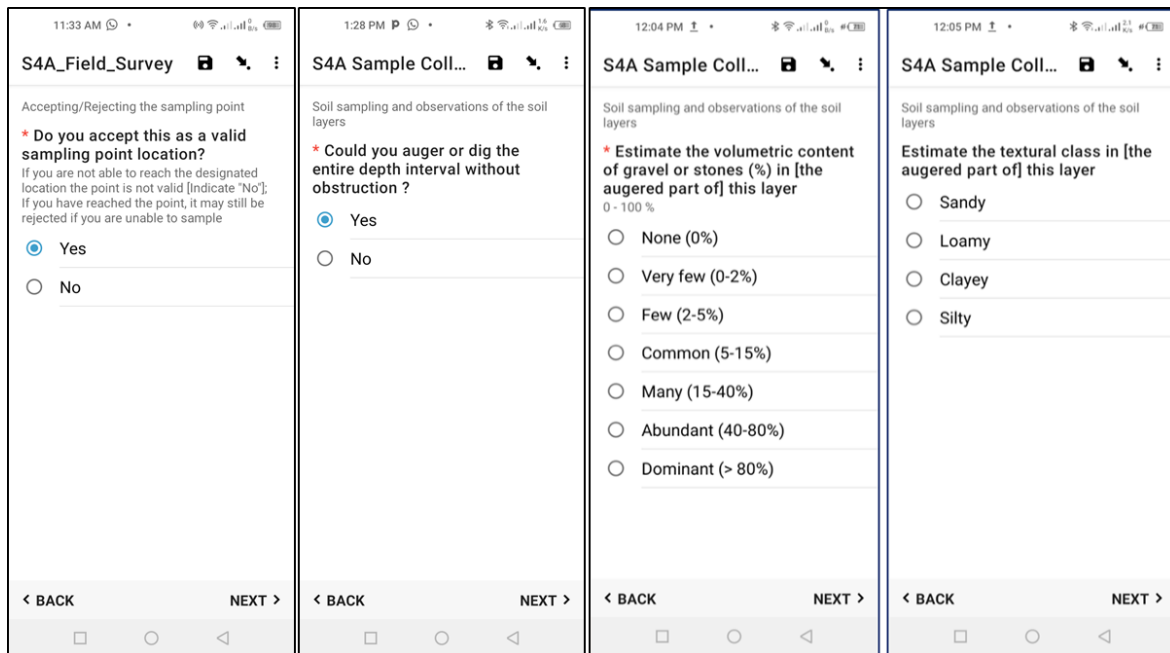 11:33 AM
S4A_Field_Survey
Accepting/Rejecting the sampling point
* Do you accept this as a valid
sampling point location?
If you are not able to reach the designated
location the point is not valid [Indicate "No"];
If you have reached the point, it may still be
rejected if you are unable to sample
Yes
No
< BACK
NEXT >
1:28 PM P
S4A Sample Coll...
Soil sampling and observations of the soil
layers
* Could you auger or dig the
entire depth interval without
obstruction ?
Yes
No
< BACK
NEXT >
12:04 PM
S4A Sample Coll...
Soil sampling and observations of the soil
layers
* Estimate the volumetric content
of gravel or stones (%) in [the
augered part of] this layer
0 - 100 %
None (0%)
Very few (0-2%)
Few (2-5%)
Common (5-15%)
Many (15-40%)
Abundant (40-80%)
Dominant (> 80%)
< BACK
NEXT >
12:05 PM
S4A Sample Coll...
Soil sampling and observations of the soil
layers
Estimate the textural class in [the
augered part of] this layer
Sandy
Loamy
Clayey
Silty
< BACK
NEXT >